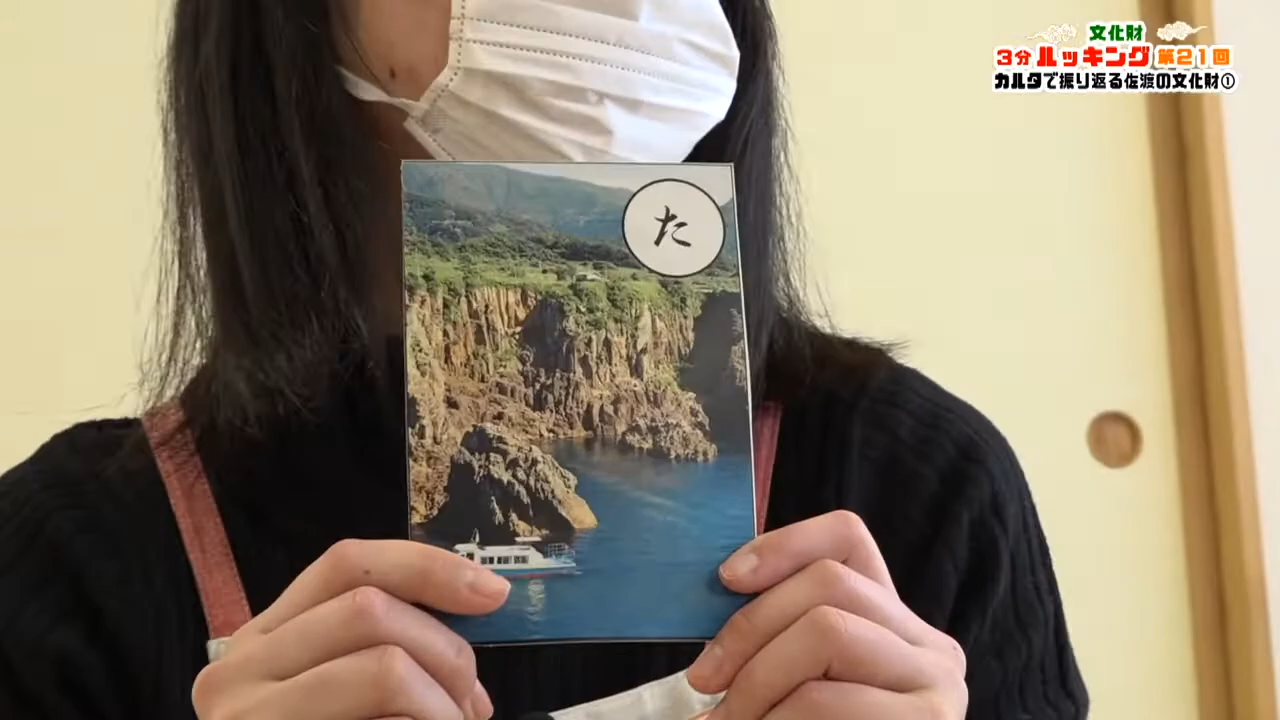 文化財
3分ルッキング 第21回
カルタで振り返る佐渡の文化財①
た